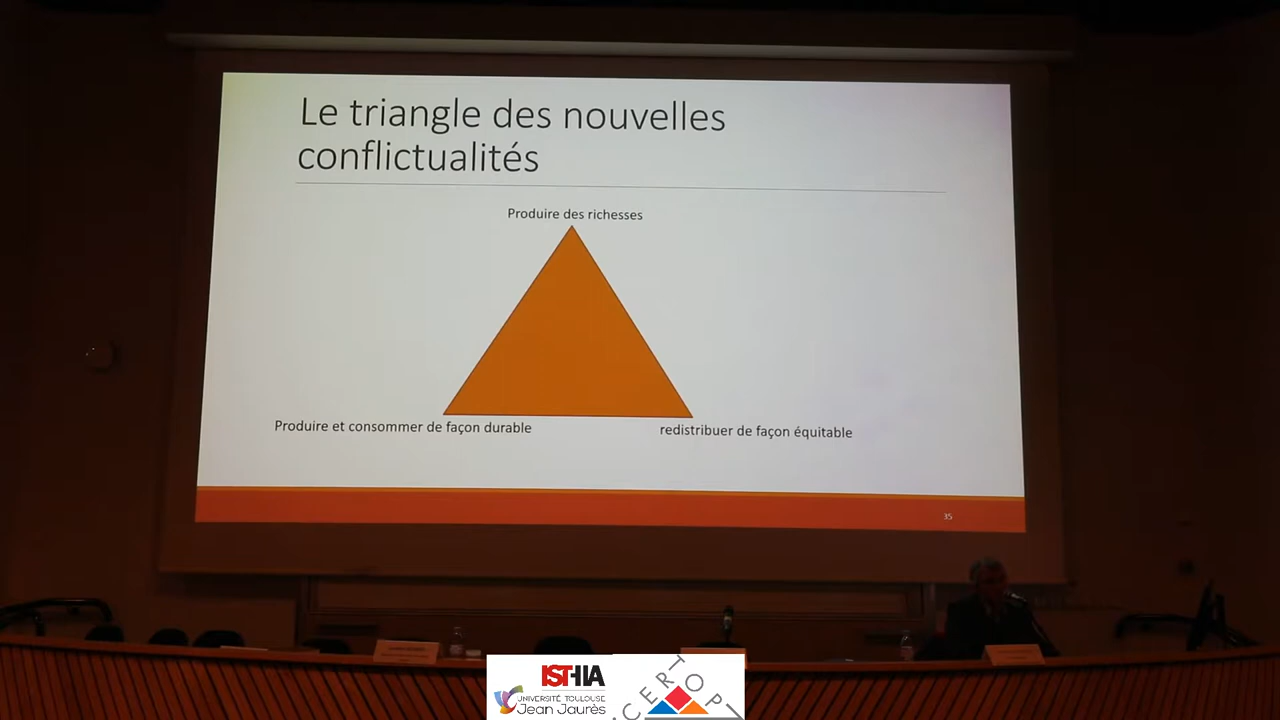 Le triangle des nouvelles
conflictualités
Produire des richesses
Produire et consommer de façon durable
redistribuer de façon équitable
35
ISTHIA
UNIVERSITÉ TOULOUSE
Jean Jaurès
CERTOP